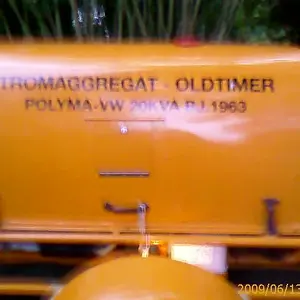 TROMAGGREGAT - OLDTIMER
POLYMA-VW 20KVA BJ.1963
2009/06/13